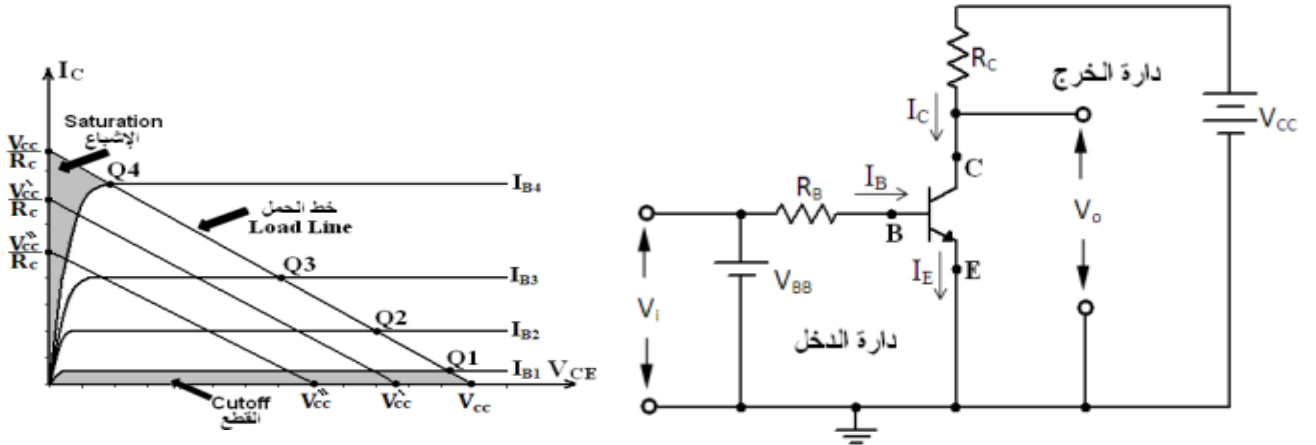 I_C
Saturation
الإشباع
V_cc/R_c
Q4
I_B4
V`_cc/R_c
خط الحمل
Load Line
V``_cc/R_c
Q3
I_B3
Q2
I_B2
Q1
I_B1 V_CE
Cutoff
القطع
V``_cc
V`_cc
V_cc
R_C
دارة الخرج
I_C
V_CC
C
R_B
I_B
V_o
B
I_E
E
V_BB
V_i
دارة الدخل